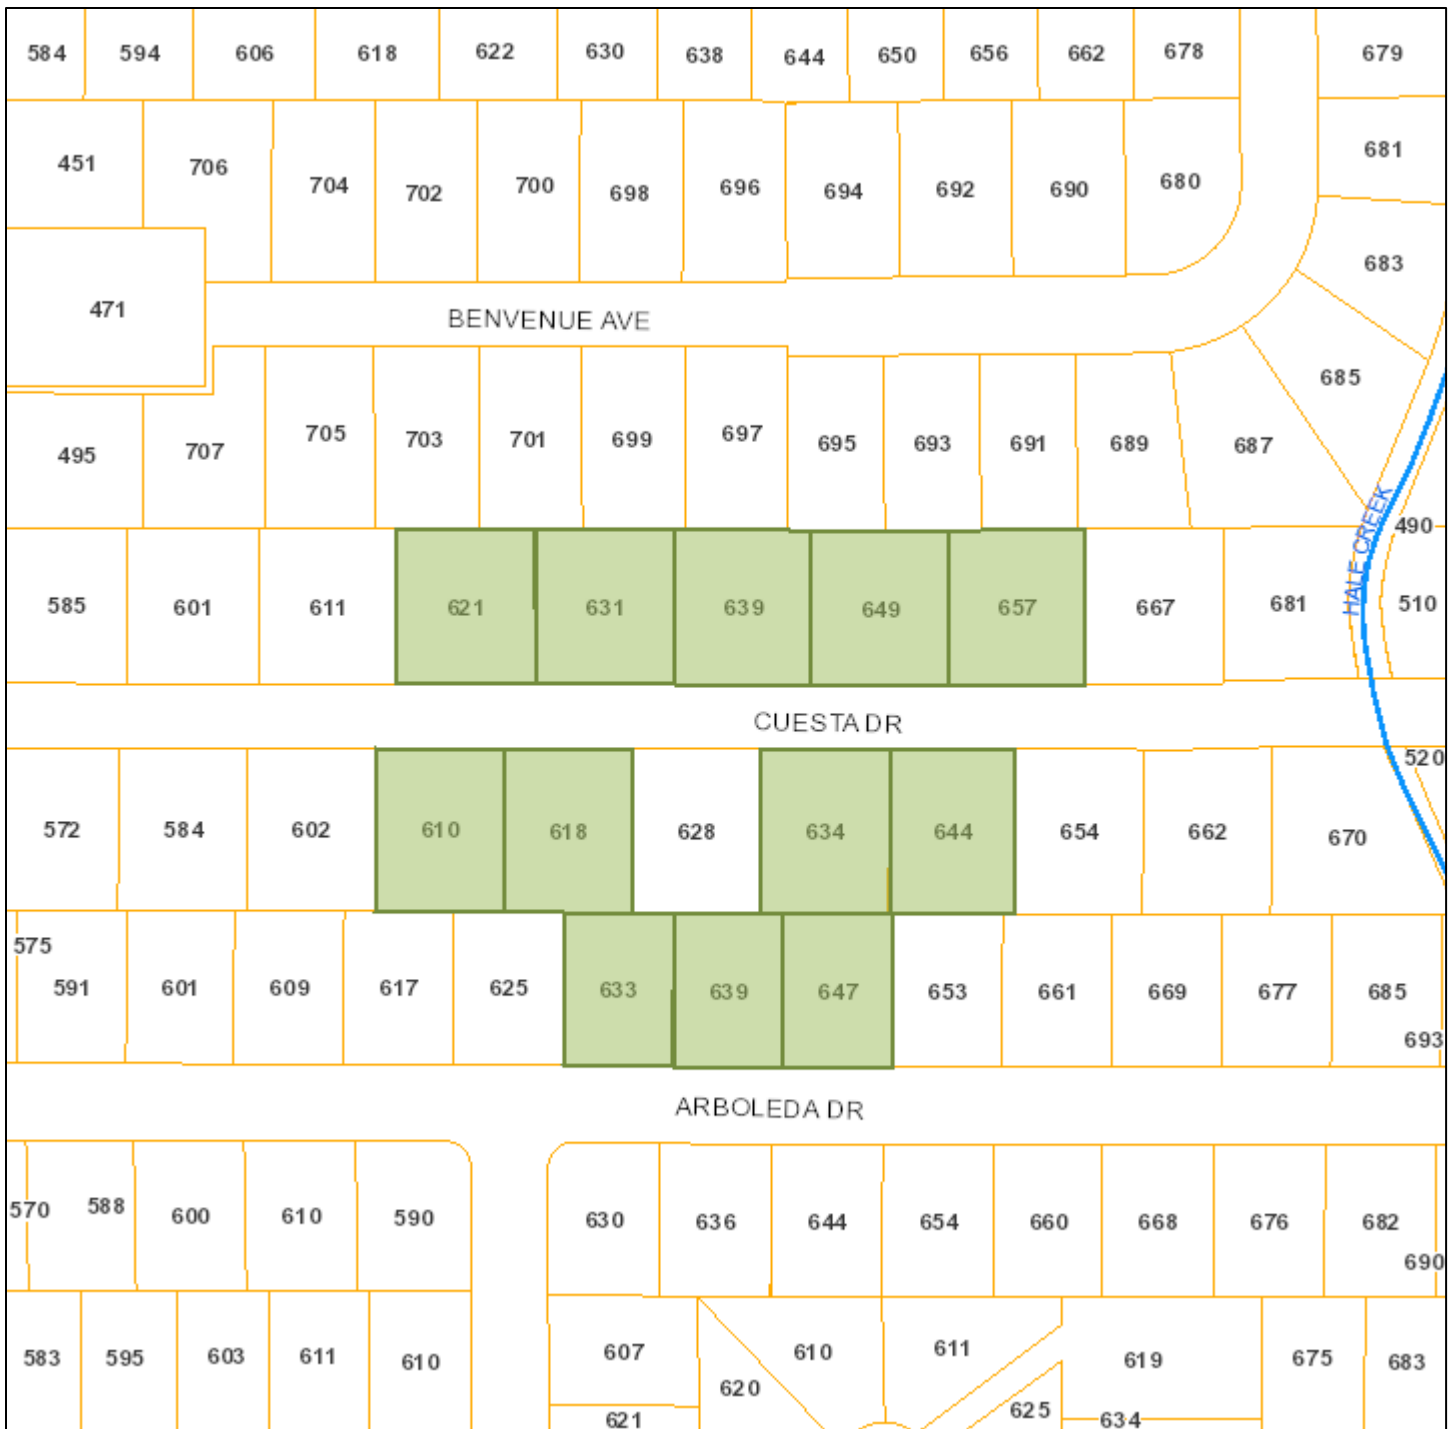 584 594 606 618 622 630 638 644 650 656 662 678 679
451 706 704 702 700 698 696 694 692 690 680 681
683
471
BENVENUE AVE
685
495 707 705 703 701 699 697 695 693 691 689 687
HALE CREEK
490
585 601 611 621 631 639 649 657 667 681 510
CUESTA DR
520
572 584 602 610 618 628 634 644 654 662 670
575
591 601 609 617 625 633 639 647 653 661 669 677 685
693
ARBOLEDA DR
570 588 600 610 590 630 636 644 654 660 668 676 682
690
583 595 603 611 610 607 610 611 619 675 683
620
621 625 634